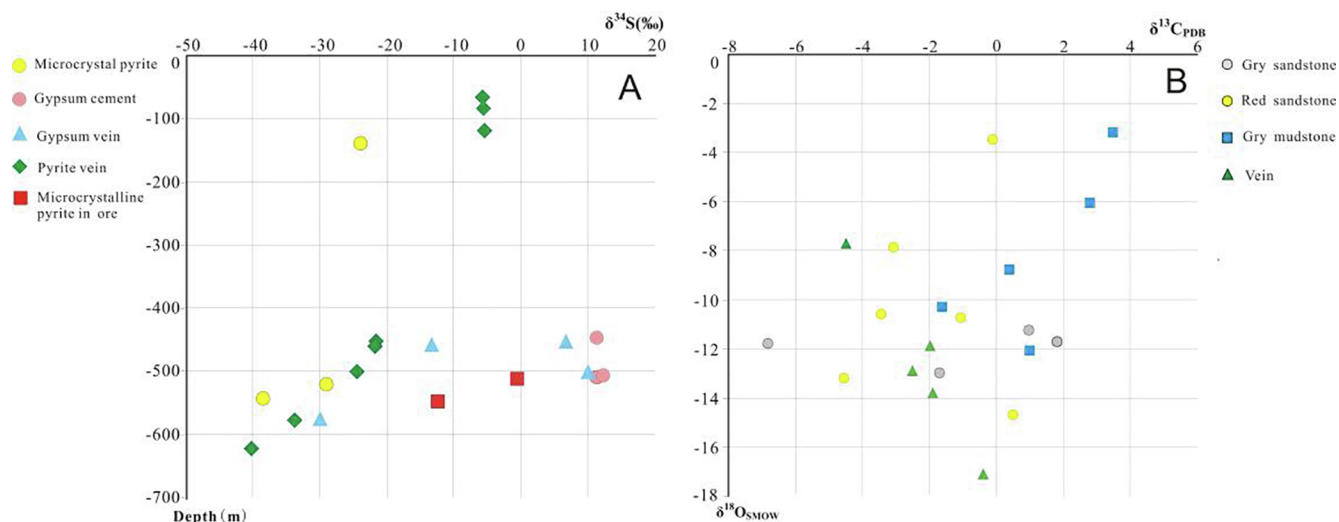 δ34S(‰)
-50 -40 -30 -20 -10 0 10 20
0
-100
-200
-300
-400
-500
-600
-700
Depth(m)
A
Microcrystal pyrite
Gypsum cement
Gypsum vein
Pyrite vein
Microcrystalline
pyrite in ore
δ13CPDB
-8 -6 -4 -2 0 2 4 6
0
-2
-4
-6
-8
-10
-12
-14
-16
-18
δ18OSMOW
B
Gry sandstone
Red sandstone
Gry mudstone
Vein